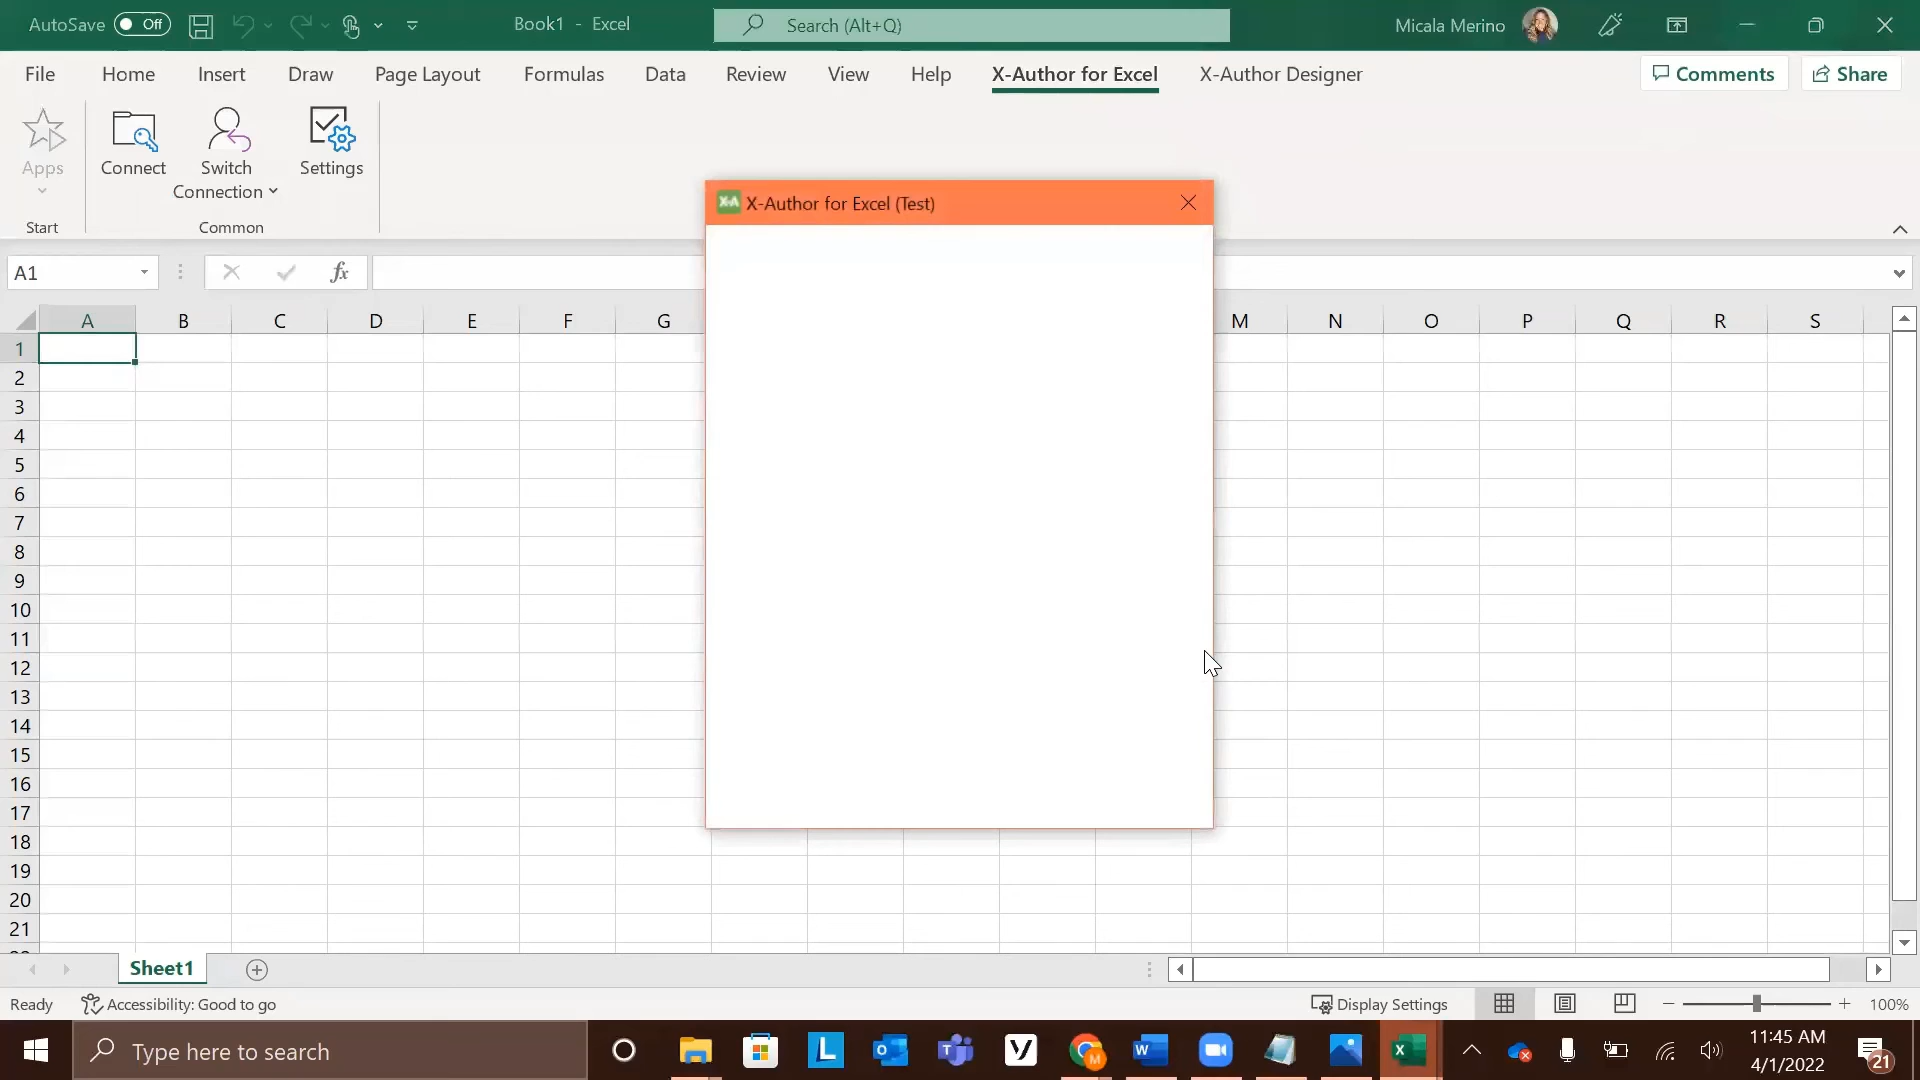 AutoSave Off Book1 - Excel Search (Alt+Q) Micala Merino
File Home Insert Draw Page Layout Formulas Data Review View Help X-Author for Excel X-Author Designer Comments Share
Apps Connect Switch Connection Settings
Start Common
X-A X-Author for Excel (Test)
A1 fx
A B C D E F G M N O P Q R S
1
2
3
4
5
6
7
8
9
10
11
12
13
14
15
16
17
18
19
20
21
Sheet1
Ready Accessibility: Good to go Display Settings 100%
Type here to search 11:45 AM
4/1/2022 21